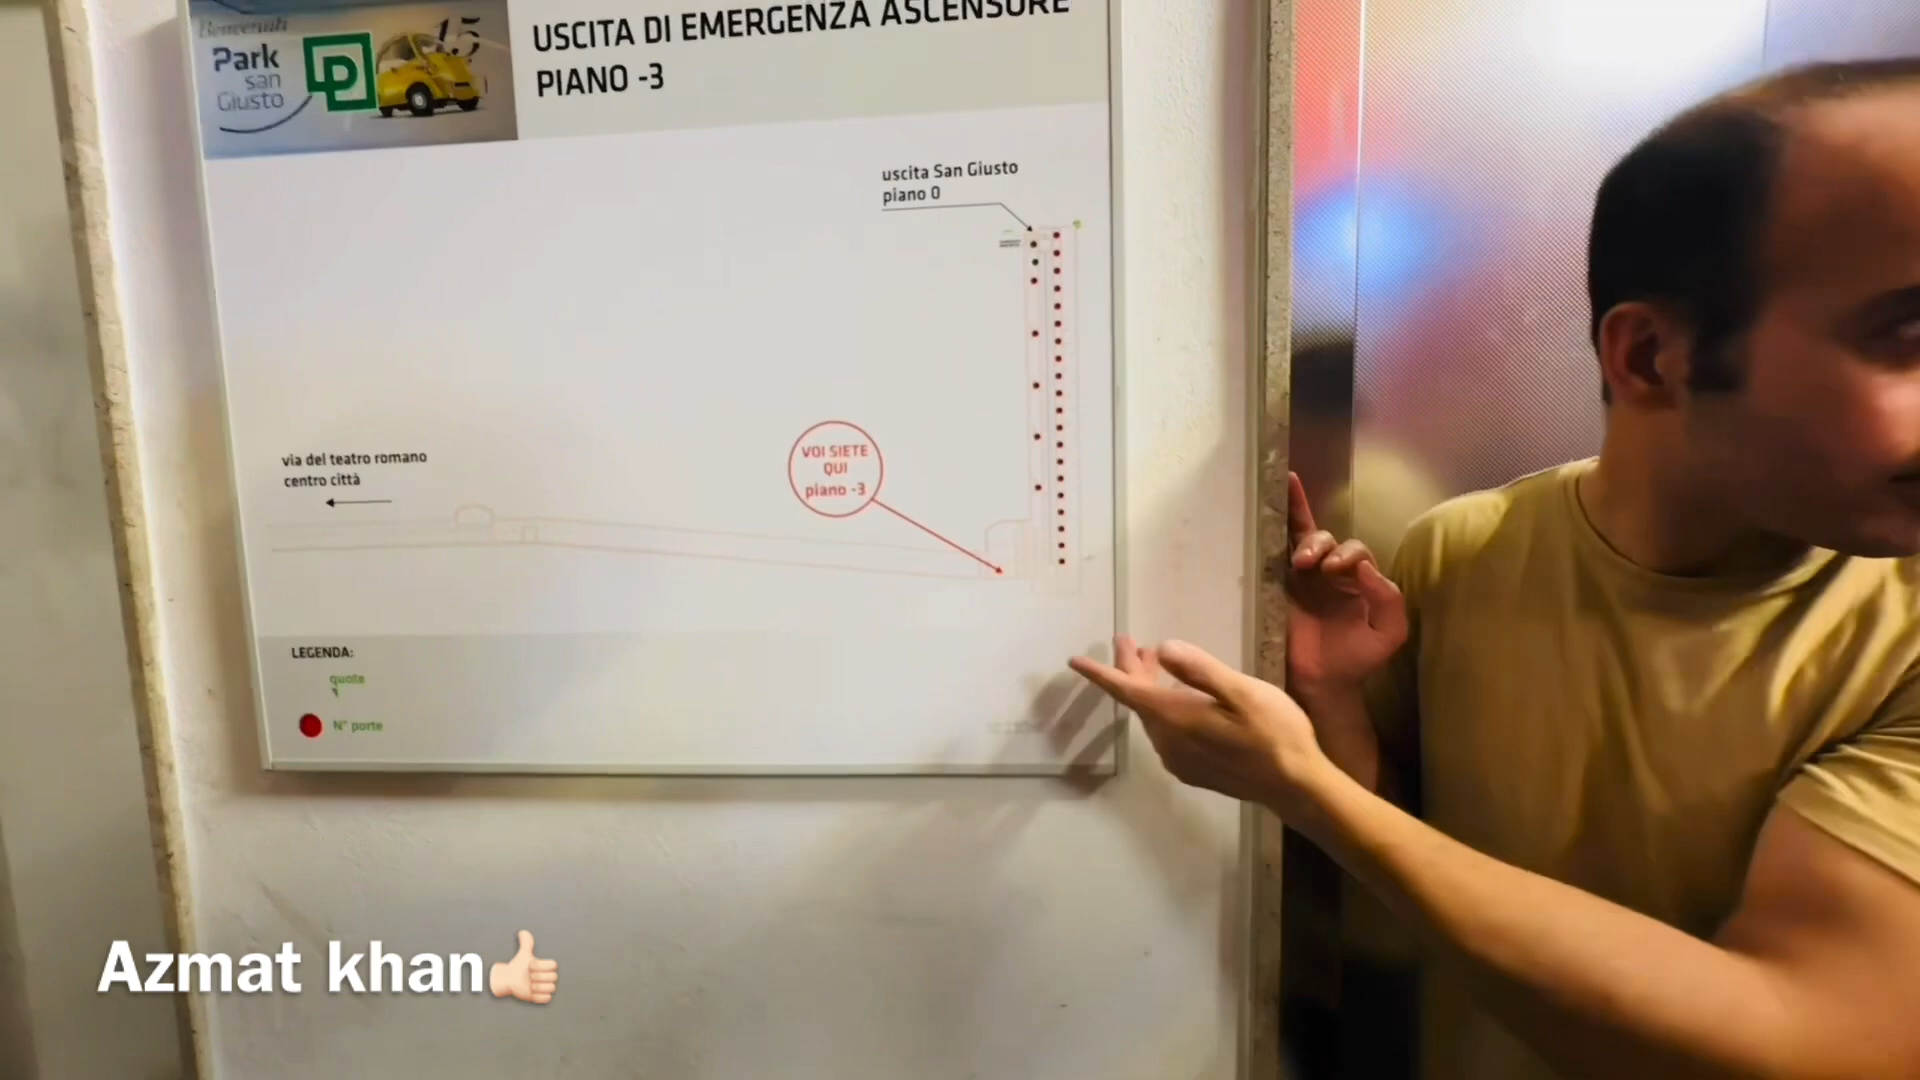 Benvenuti
Park
san
Giusto
15
USCITA DI EMERGENZA ASCENSORE
PIANO -3
uscita San Giusto
piano 0
via del teatro romano
centro città
VOI SIETE
QUI
piano -3
LEGENDA:
quote
N° porte
Azmat khan👍🏻